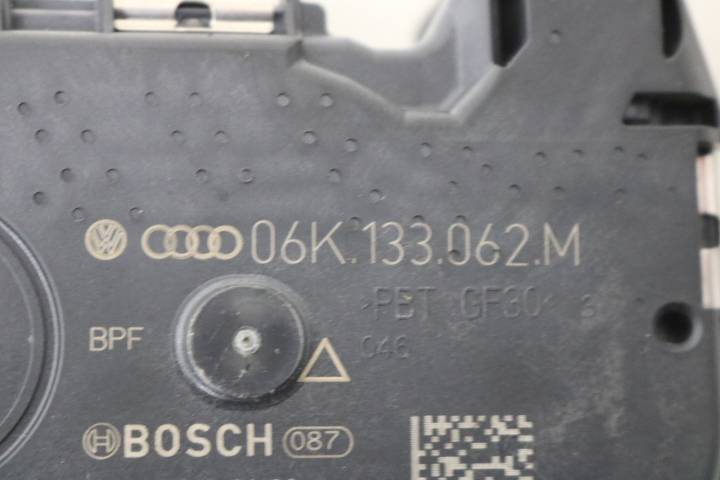 06K.133.062.M
>PBT GF30<
BPF
046
BOSCH 087